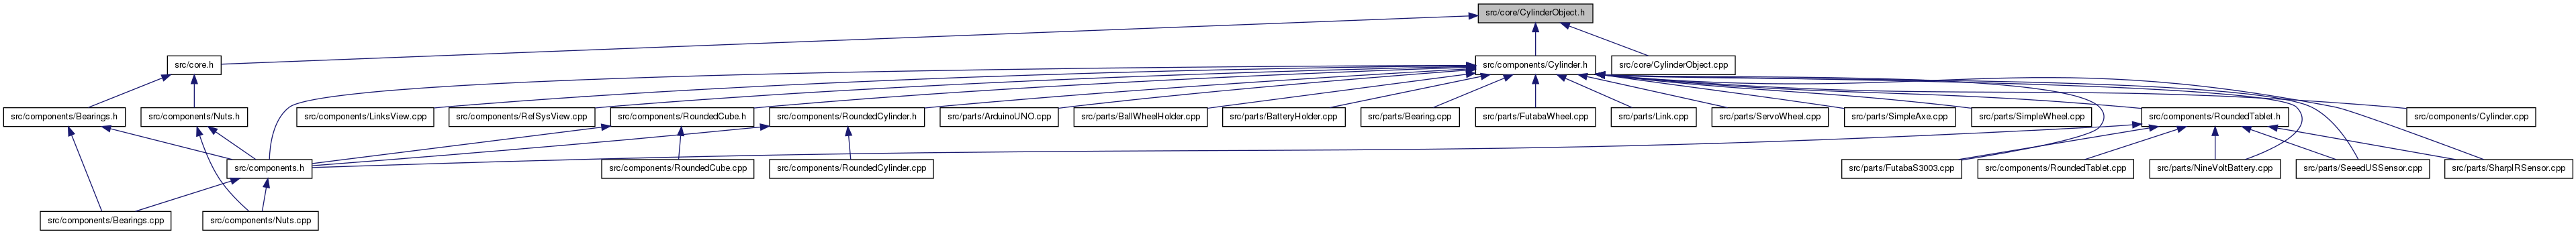 src/core/CylinderObject.h
src/core.h
src/components/Cylinder.h
src/core/CylinderObject.cpp
src/components/Bearings.h
src/components/Nuts.h
src/components/LinksView.cpp
src/components/RefSysView.cpp
src/components/RoundedCube.h
src/components/RoundedCylinder.h
src/parts/ArduinoUNO.cpp
src/parts/BallWheelHolder.cpp
src/parts/BatteryHolder.cpp
src/parts/Bearing.cpp
src/parts/FutabaWheel.cpp
src/parts/Link.cpp
src/parts/ServoWheel.cpp
src/parts/SimpleAxe.cpp
src/parts/SimpleWheel.cpp
src/components/RoundedTablet.h
src/components/Cylinder.cpp
src/components.h
src/components/RoundedCube.cpp
src/components/RoundedCylinder.cpp
src/parts/FutabaS3003.cpp
src/components/RoundedTablet.cpp
src/parts/NineVoltBattery.cpp
src/parts/SeeedUSSensor.cpp
src/parts/SharpIRSensor.cpp
src/components/Bearings.cpp
src/components/Nuts.cpp